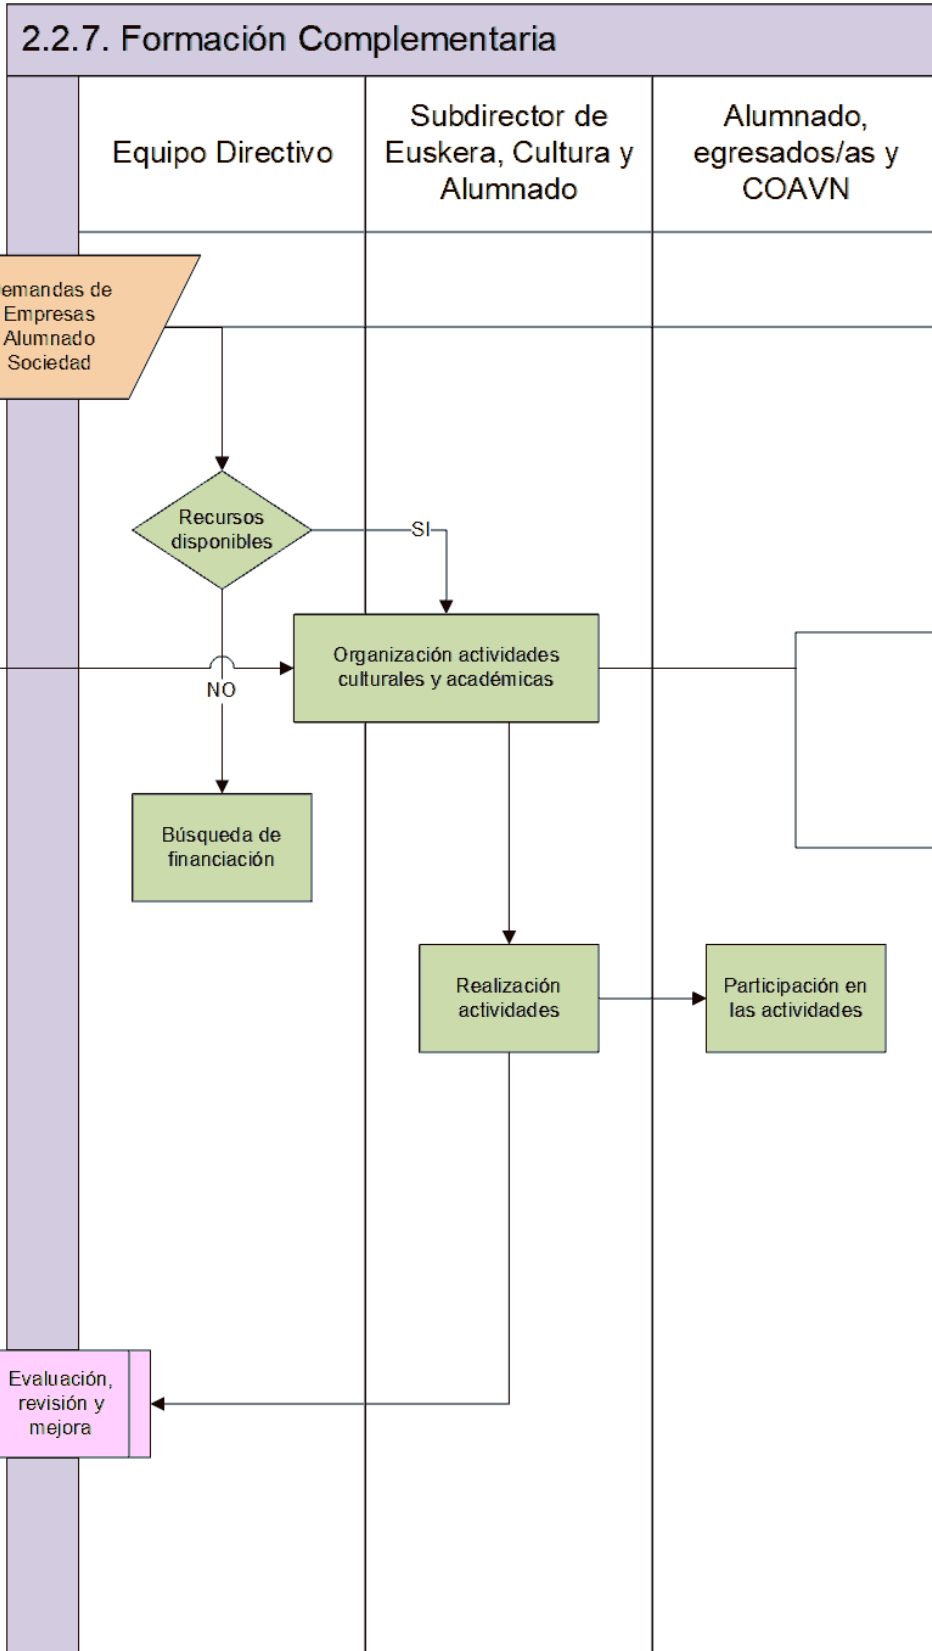 2.2.7. Formación Complementaria
Equipo Directivo
Subdirector de
Euskera, Cultura y
Alumnado
Alumnado,
egresados/as y
COAVN
emandas de
Empresas
Alumnado
Sociedad
Recursos
disponibles
SI
Organización actividades
culturales y académicas
NO
Búsqueda de
financiación
Realización
actividades
Participación en
las actividades
Evaluación,
revisión y
mejora